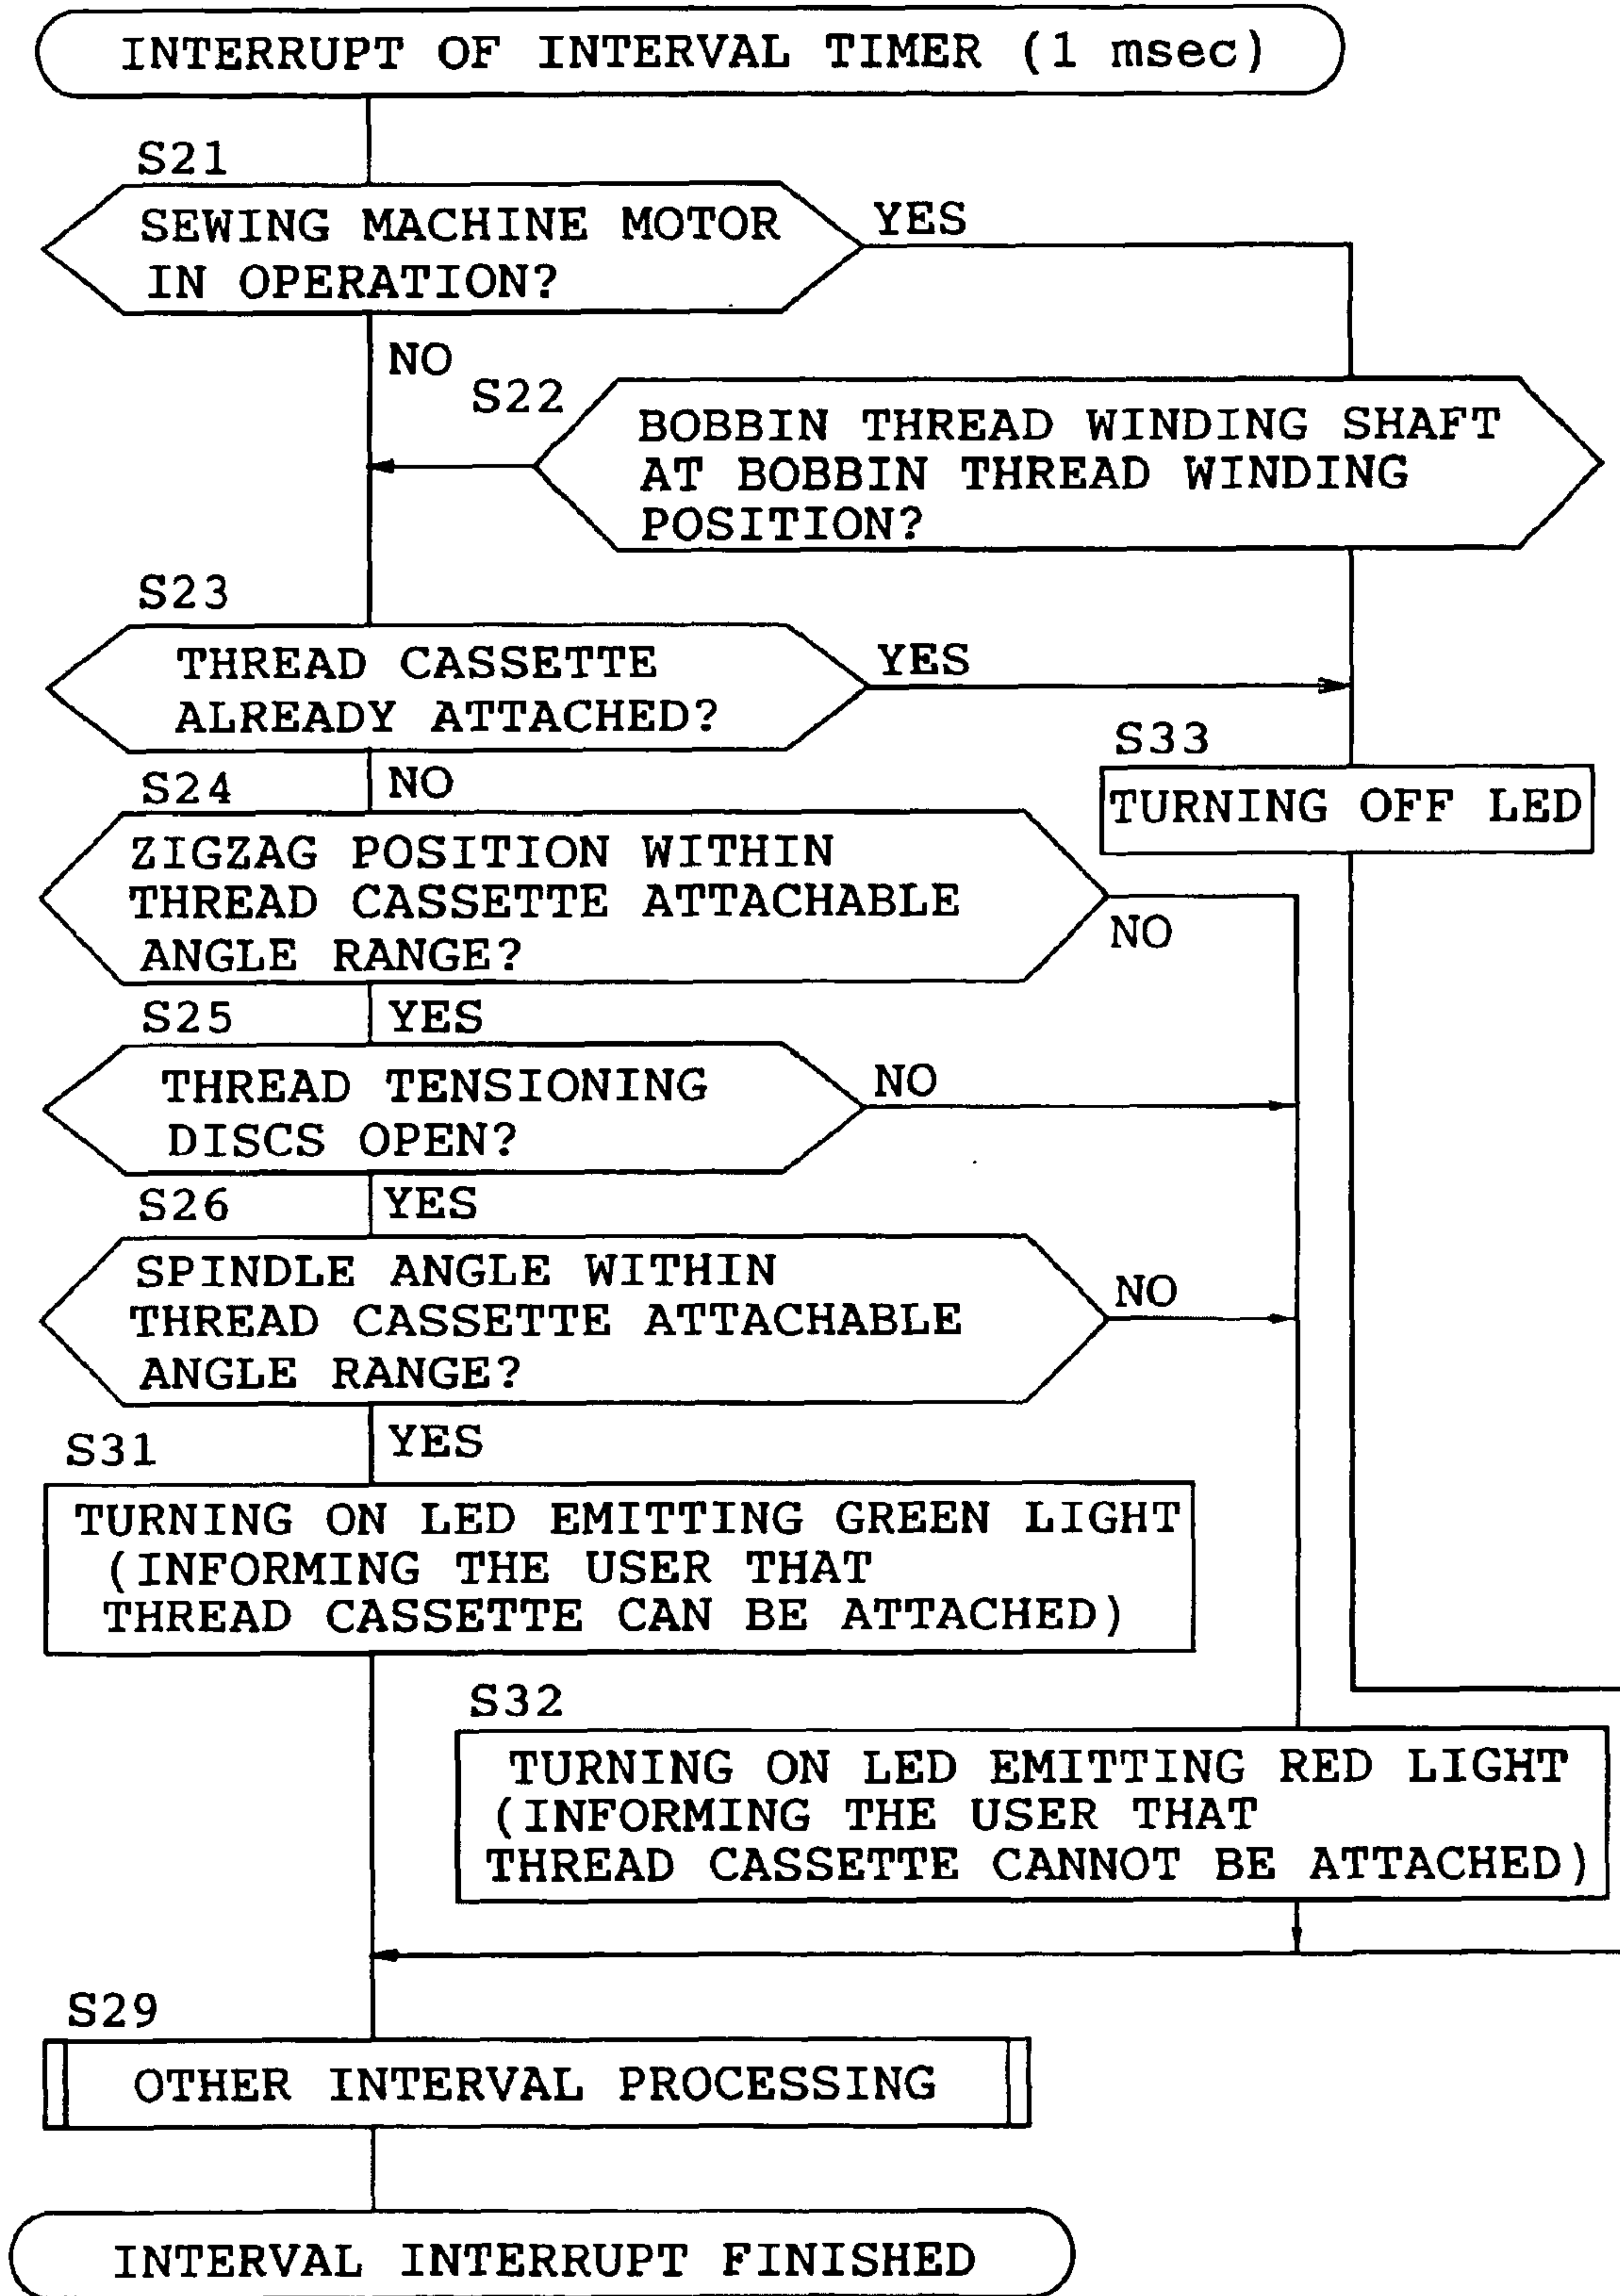 INTERRUPT OF INTERVAL TIMER (1 msec)
S21
SEWING MACHINE MOTOR
IN OPERATION?
YES
NO
S22
BOBBIN THREAD WINDING SHAFT
AT BOBBIN THREAD WINDING
POSITION?
S23
THREAD CASSETTE
ALREADY ATTACHED?
YES
NO
S33
TURNING OFF LED
S24
ZIGZAG POSITION WITHIN
THREAD CASSETTE ATTACHABLE
ANGLE RANGE?
NO
YES
S25
THREAD TENSIONING
DISCS OPEN?
NO
YES
S26
SPINDLE ANGLE WITHIN
THREAD CASSETTE ATTACHABLE
ANGLE RANGE?
NO
YES
S31
TURNING ON LED EMITTING GREEN LIGHT
(INFORMING THE USER THAT
THREAD CASSETTE CAN BE ATTACHED)
S32
TURNING ON LED EMITTING RED LIGHT
(INFORMING THE USER THAT
THREAD CASSETTE CANNOT BE ATTACHED)
S29
OTHER INTERVAL PROCESSING
INTERVAL INTERRUPT FINISHED